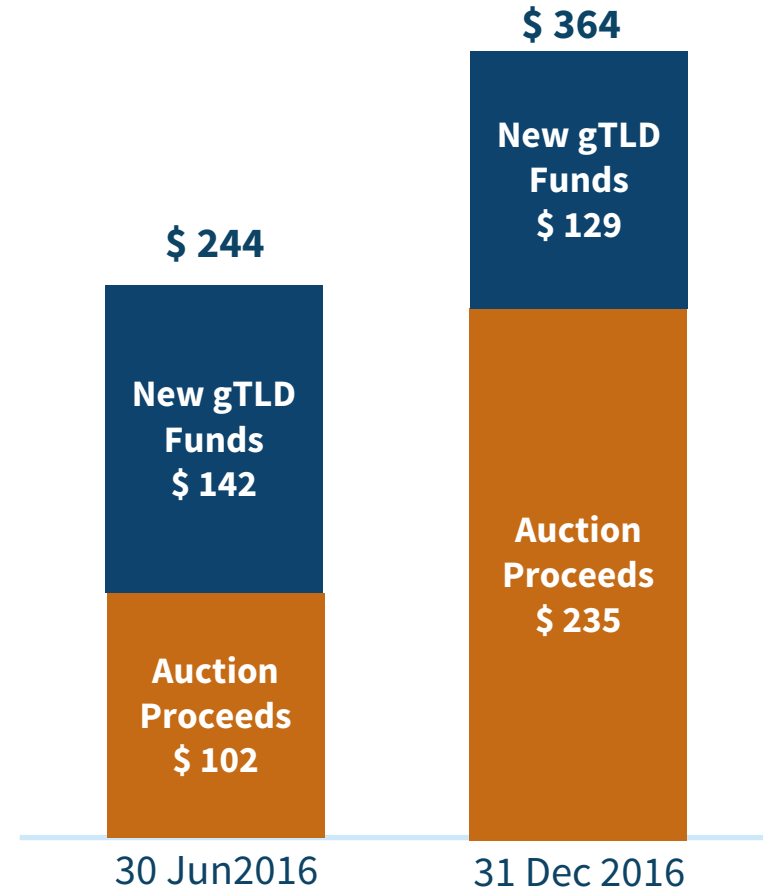 $ 364
New gTLD
Funds
$ 129
$ 244
New gTLD
Funds
$ 142
Auction
Proceeds
$ 235
Auction
Proceeds
$ 102
30 Jun2016
31 Dec 2016